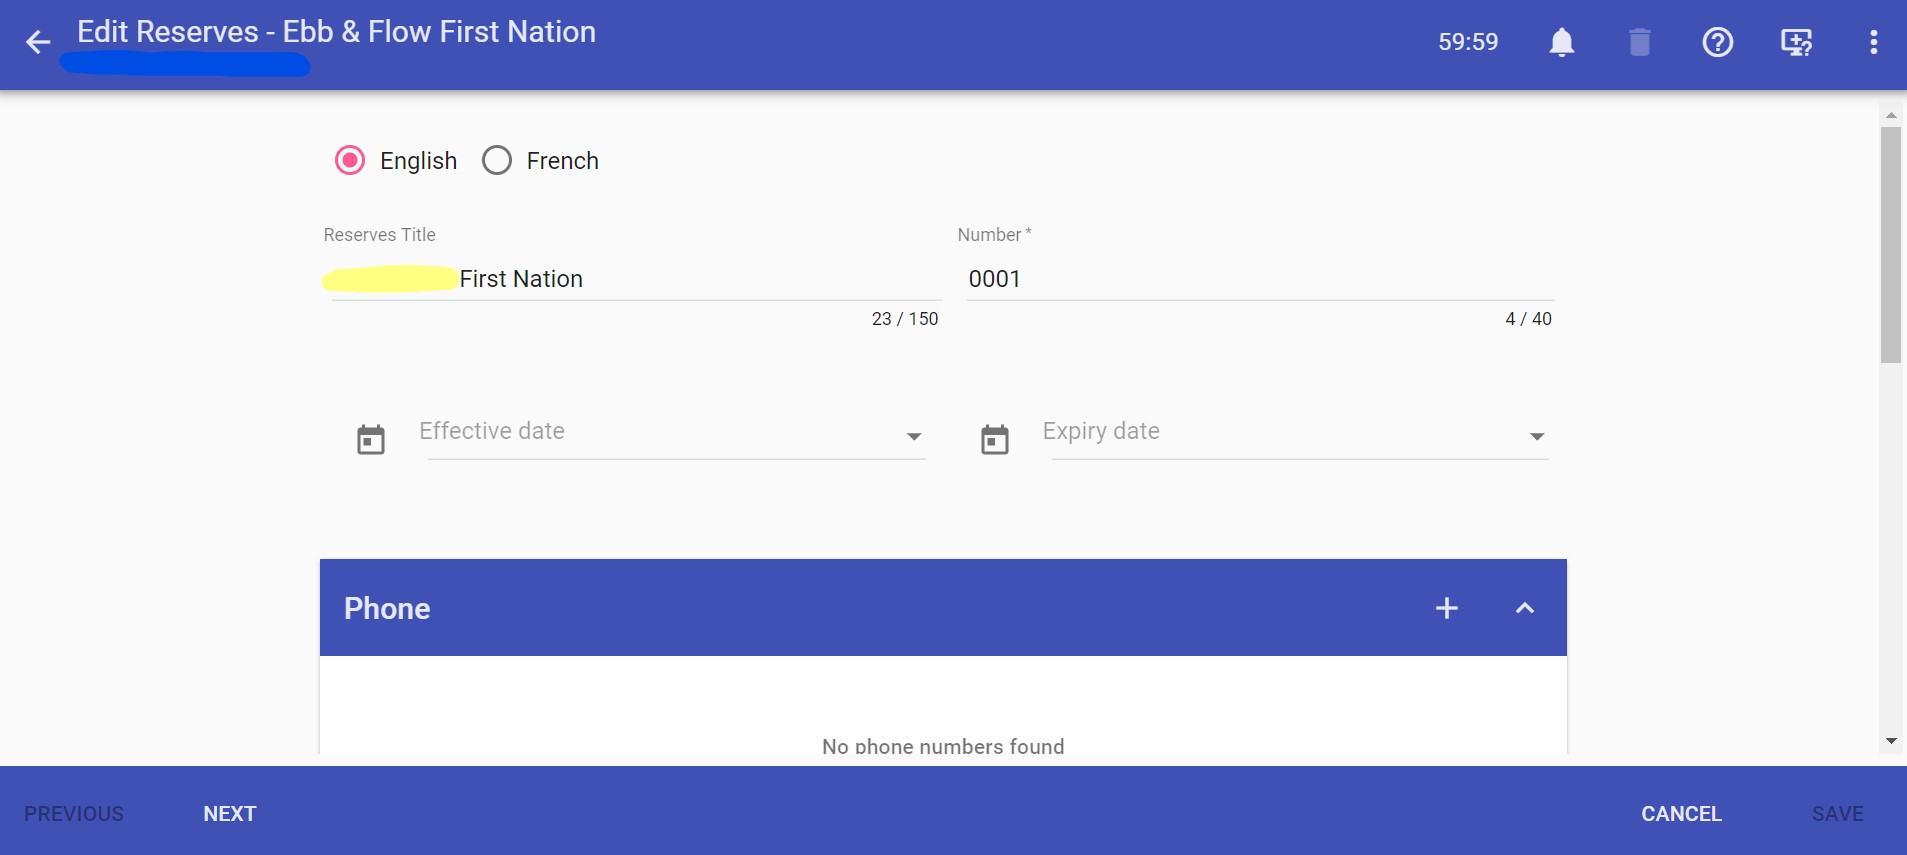 Edit Reserves - Ebb & Flow First Nation
59:59
English
French
Reserves Title
Number *
First Nation
0001
23 / 150
4 / 40
Effective date
Expiry date
Phone
No phone numbers found
PREVIOUS
NEXT
CANCEL
SAVE